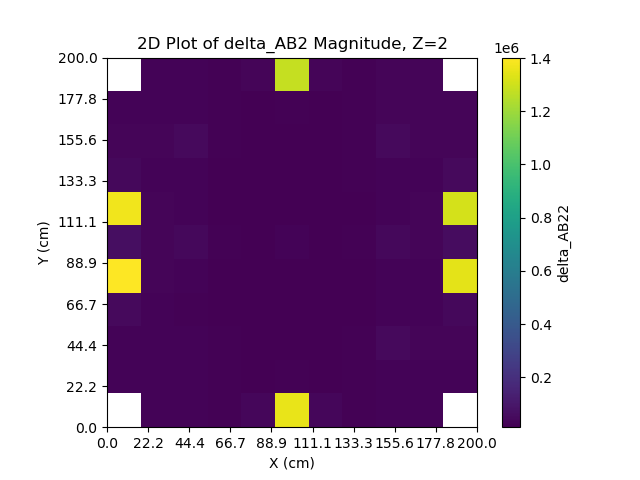 2D Plot of delta_AB2 Magnitude, Z=2
1e6
200.0
177.8
155.6
133.3
111.1
88.9
66.7
44.4
22.2
0.0
Y (cm)
0.0 22.2 44.4 66.7 88.9 111.1 133.3 155.6 177.8 200.0
X (cm)
1.4
1.2
1.0
0.8
0.6
0.4
0.2
delta_AB22